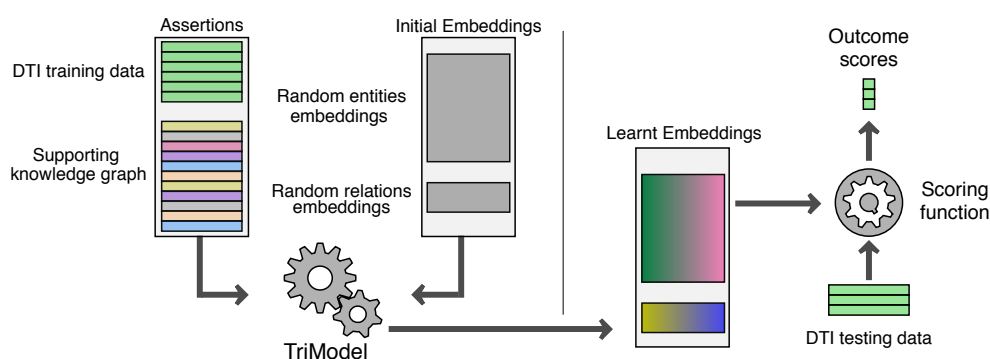 Assertions
Initial Embeddings
DTI training data
Supporting
knowledge graph
Random entities
embeddings
Random relations
embeddings
TriModel
Learnt Embeddings
Outcome
scores
Scoring
function
DTI testing data